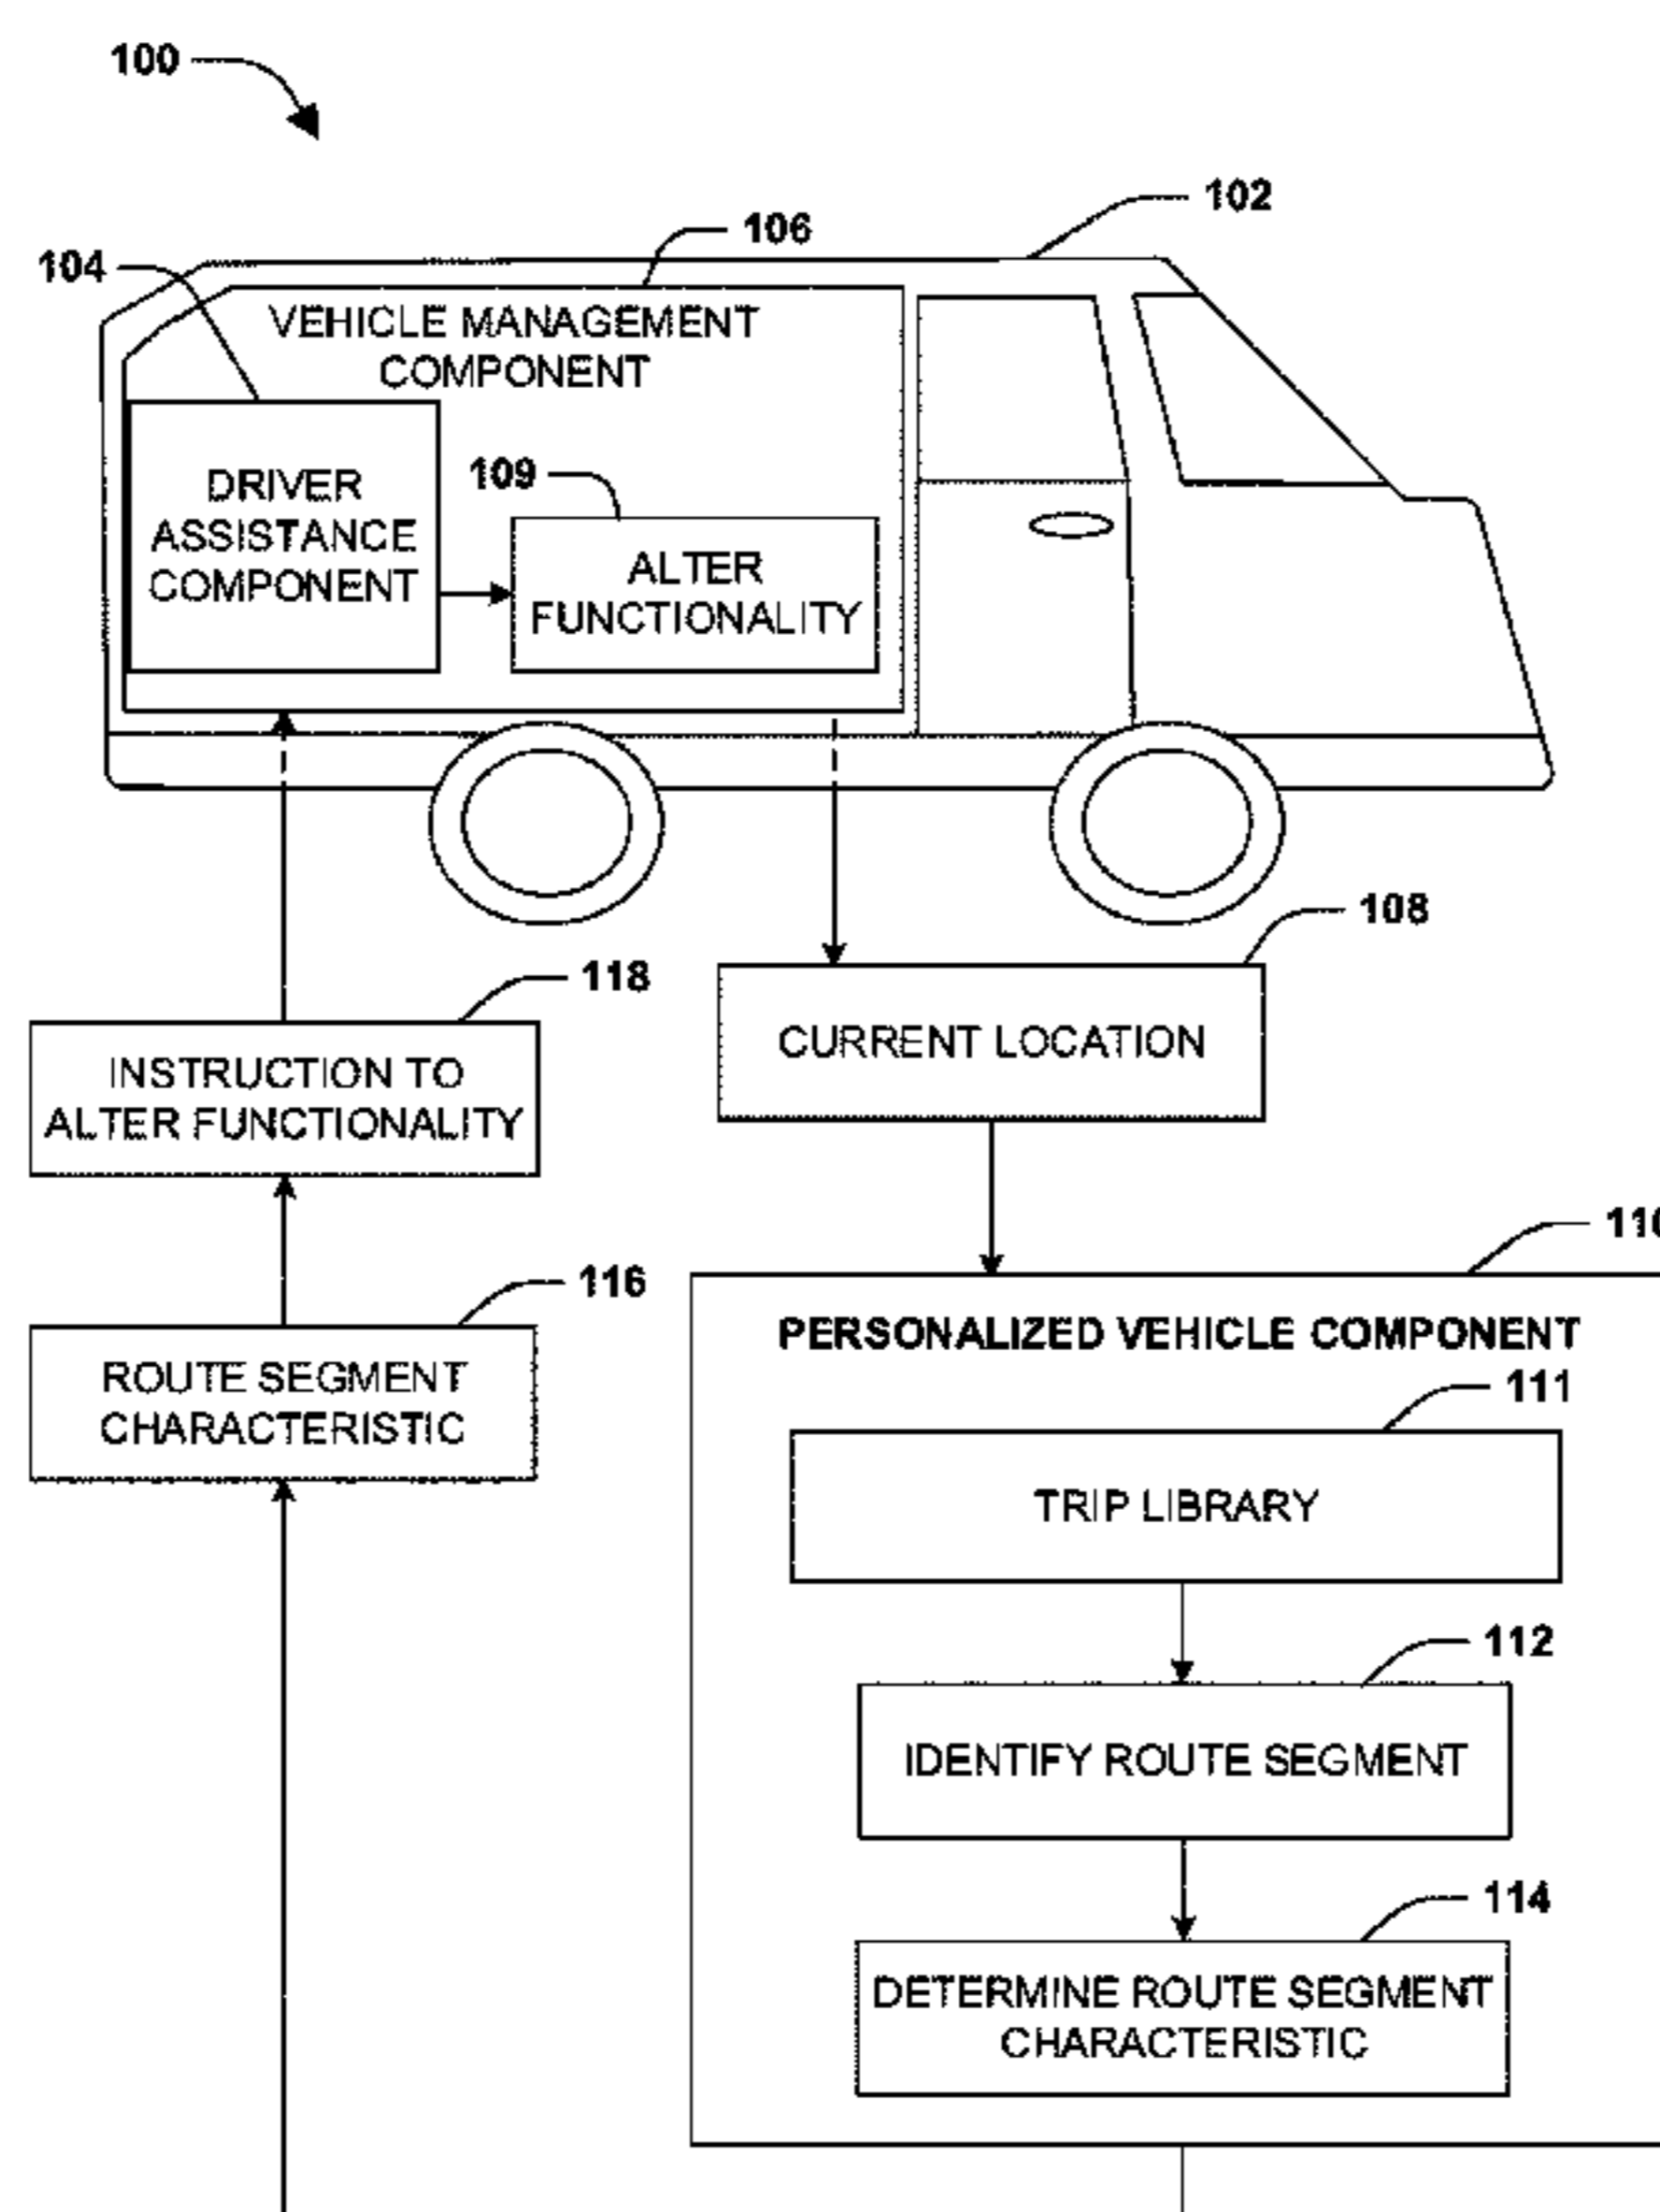 100
102
106
104
VEHICLE MANAGEMENT
COMPONENT
109
DRIVER
ASSISTANCE
COMPONENT
ALTER
FUNCTIONALITY
108
118
CURRENT LOCATION
INSTRUCTION TO
ALTER FUNCTIONALITY
110
116
PERSONALIZED VEHICLE COMPONENT
ROUTE SEGMENT
CHARACTERISTIC
111
TRIP LIBRARY
112
IDENTIFY ROUTE SEGMENT
114
DETERMINE ROUTE SEGMENT
CHARACTERISTIC